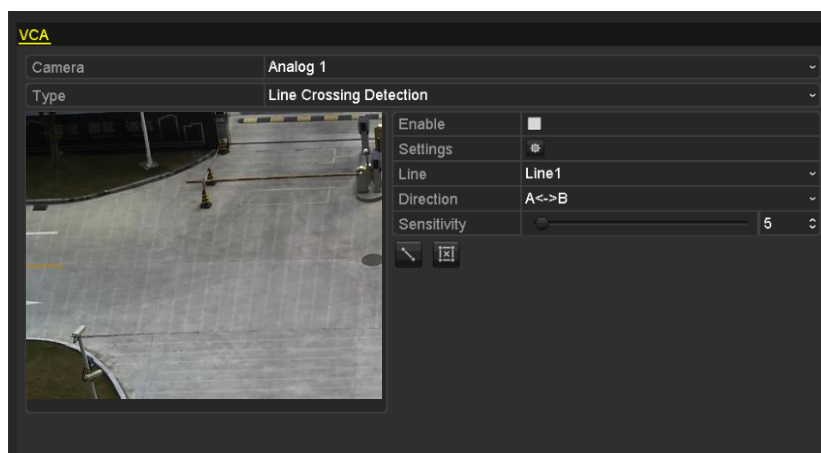 VCA
Camera Analog 1
Type Line Crossing Detection
Enable
Settings
Line Line1
Direction A<->B
Sensitivity 5